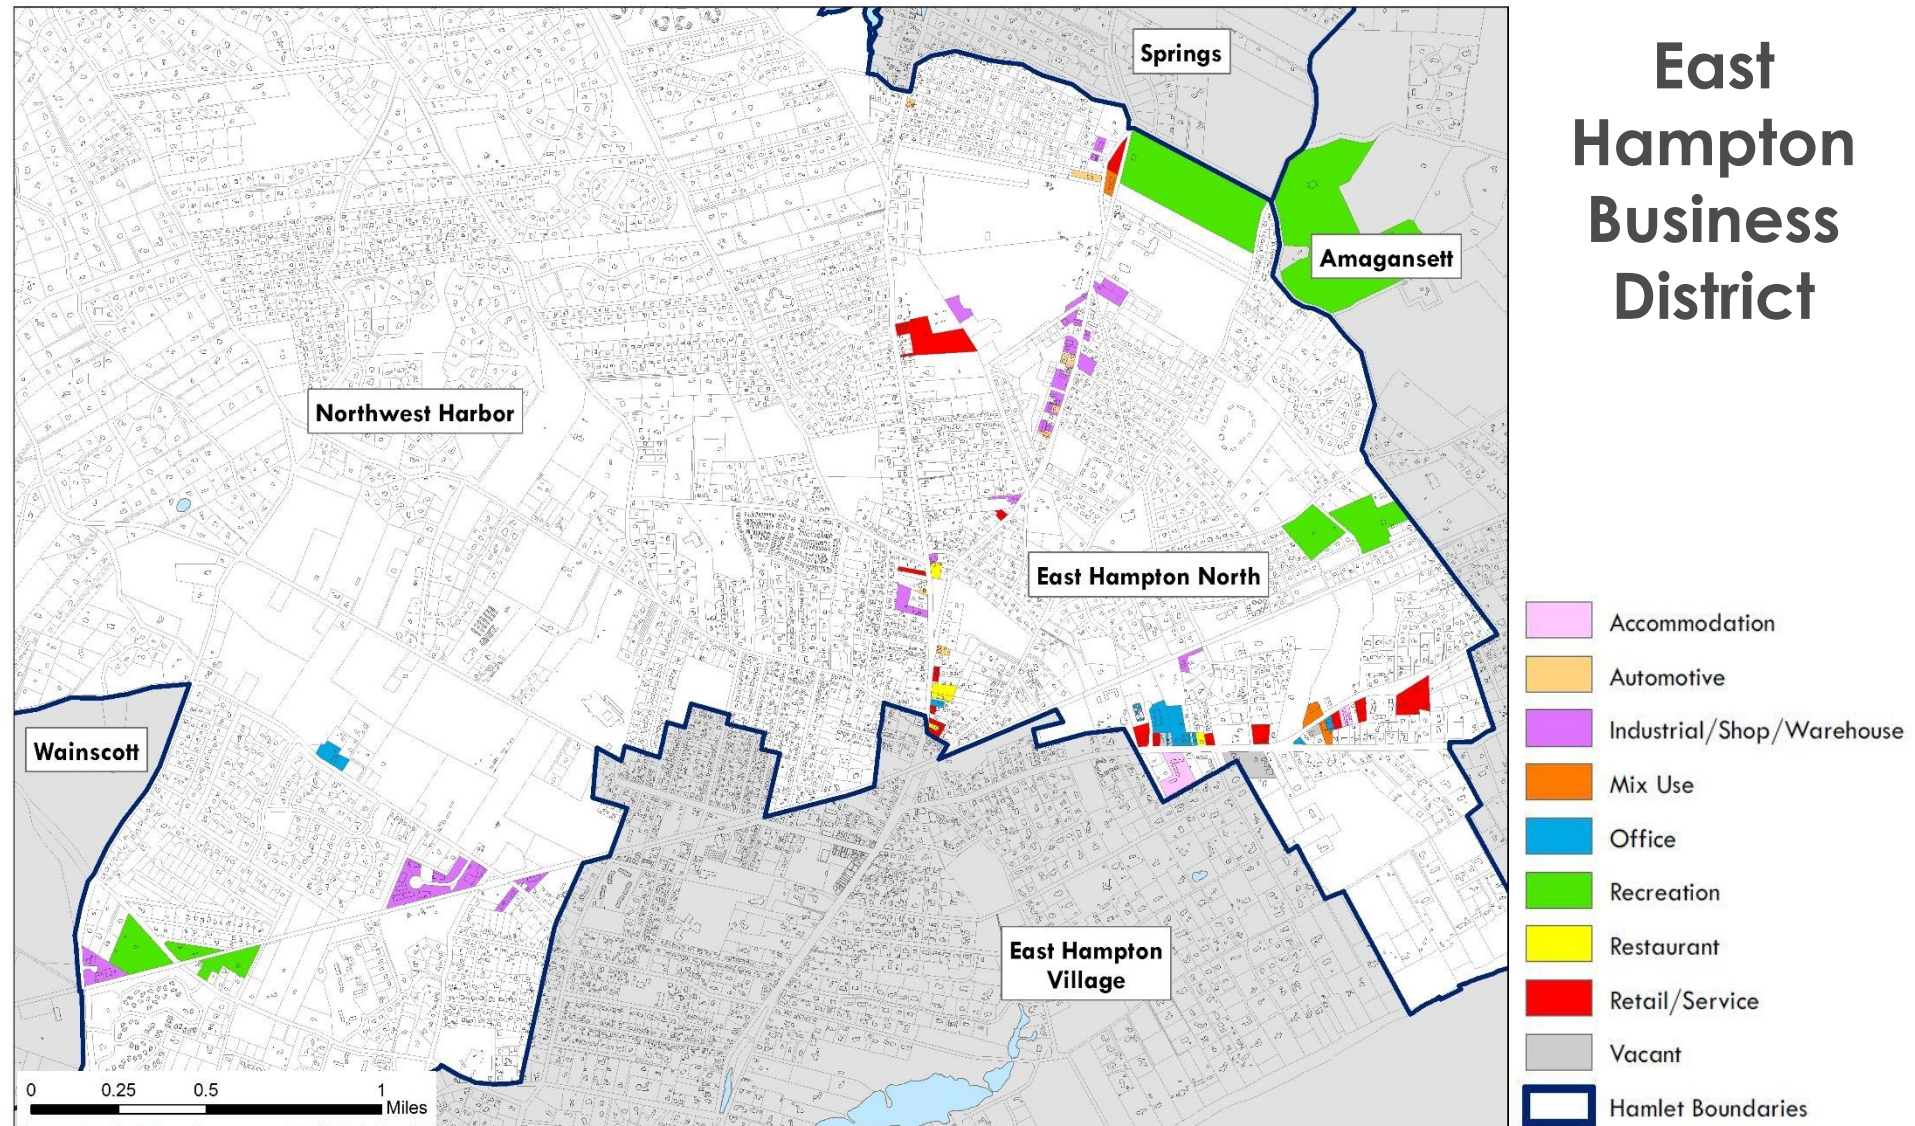 Springs
East
Hampton
Business
District
Amagansett
Northwest Harbor
East Hampton North
Wainscott
East Hampton
Village
Accommodation
Automotive
Industrial/Shop/Warehouse
Mix Use
Office
Recreation
Restaurant
Retail/Service
Vacant
Hamlet Boundaries
0 0.25 0.5 1
Miles